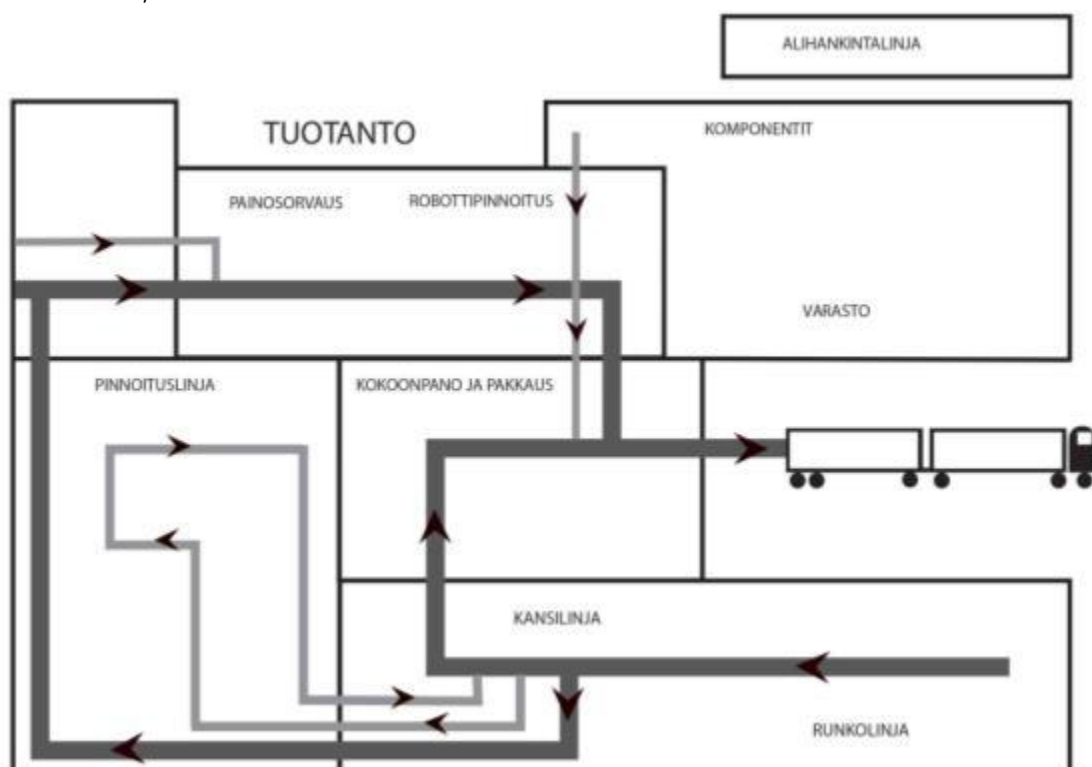 ALIHANKINTALINJA
TUOTANTO
KOMPONENTIT
PAINOSORVAUS
ROBOTTIPINNOITUS
VARASTO
PINNOITUSLINJA
KOKOONPANO JA PAKKAUS
KANSILINJA
RUNKOLINJA